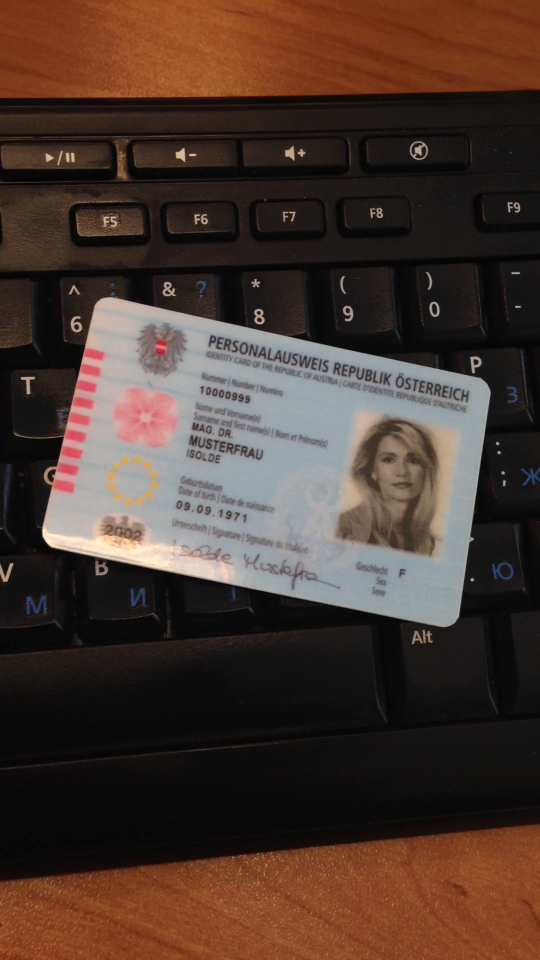 F5 F6 F7 F8 F9
^ & ? * ( ) -
6 8 9 0 -
PERSONALAUSWEIS REPUBLIK ÖSTERREICH
IDENTITY CARD OF THE REPUBLIC OF AUSTRIA | CARTE D'IDENTITÉ REPUBLIQUE D'AUTRICHE
Nummer | Number | Numéro
10000999
Name und Vorname(n)
Surname and first name(s) | Nom et Prénom(s)
MAG. DR.
MUSTERFRAU
ISOLDE
Geburtsdatum
Date of birth | Date de naissance
09.09.1971
2002
Unterschrift | Signature | Signature du titulaire
Isolde Musterfra
Geschlecht F
Sex
Sexe
T
P
З
G
: Ж
;
V М
B И
. Ю
Alt